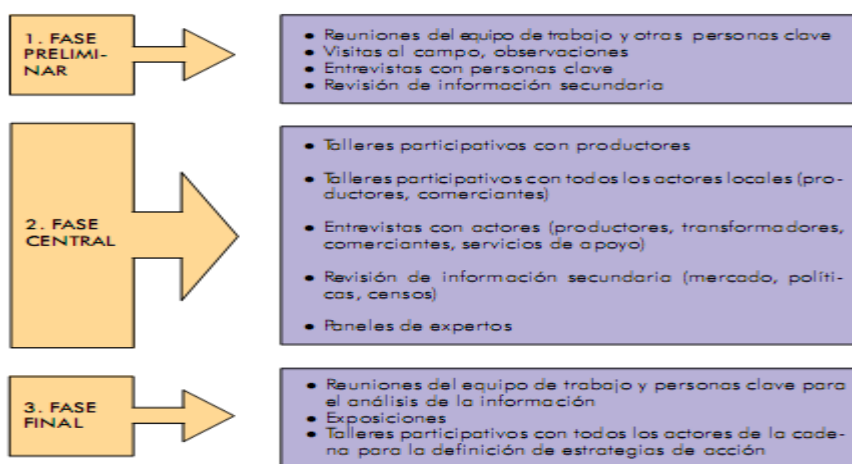 1. FASE
PRELIMI-
NAR
• Reuniones del equipo de trabajo y otras personas clave
• Visitas al campo, observaciones
• Entrevistas con personas clave
• Revisión de información secundaria
2. FASE
CENTRAL
• Talleres participativos con productores
• Talleres participativos con todos los actores locales (pro-
ductores, comerciantes)
• Entrevistas con actores (productores, transformadores,
comerciantes, servicios de apoyo)
• Revisión de información secundaria (mercado, políti-
cas, censos)
• Paneles de expertos
3. FASE
FINAL
• Reuniones del equipo de trabajo y personas clave para
el análisis de la información
• Exposiciones
• Talleres participativos con todos los actores de la cade-
na para la definición de estrategias de acción